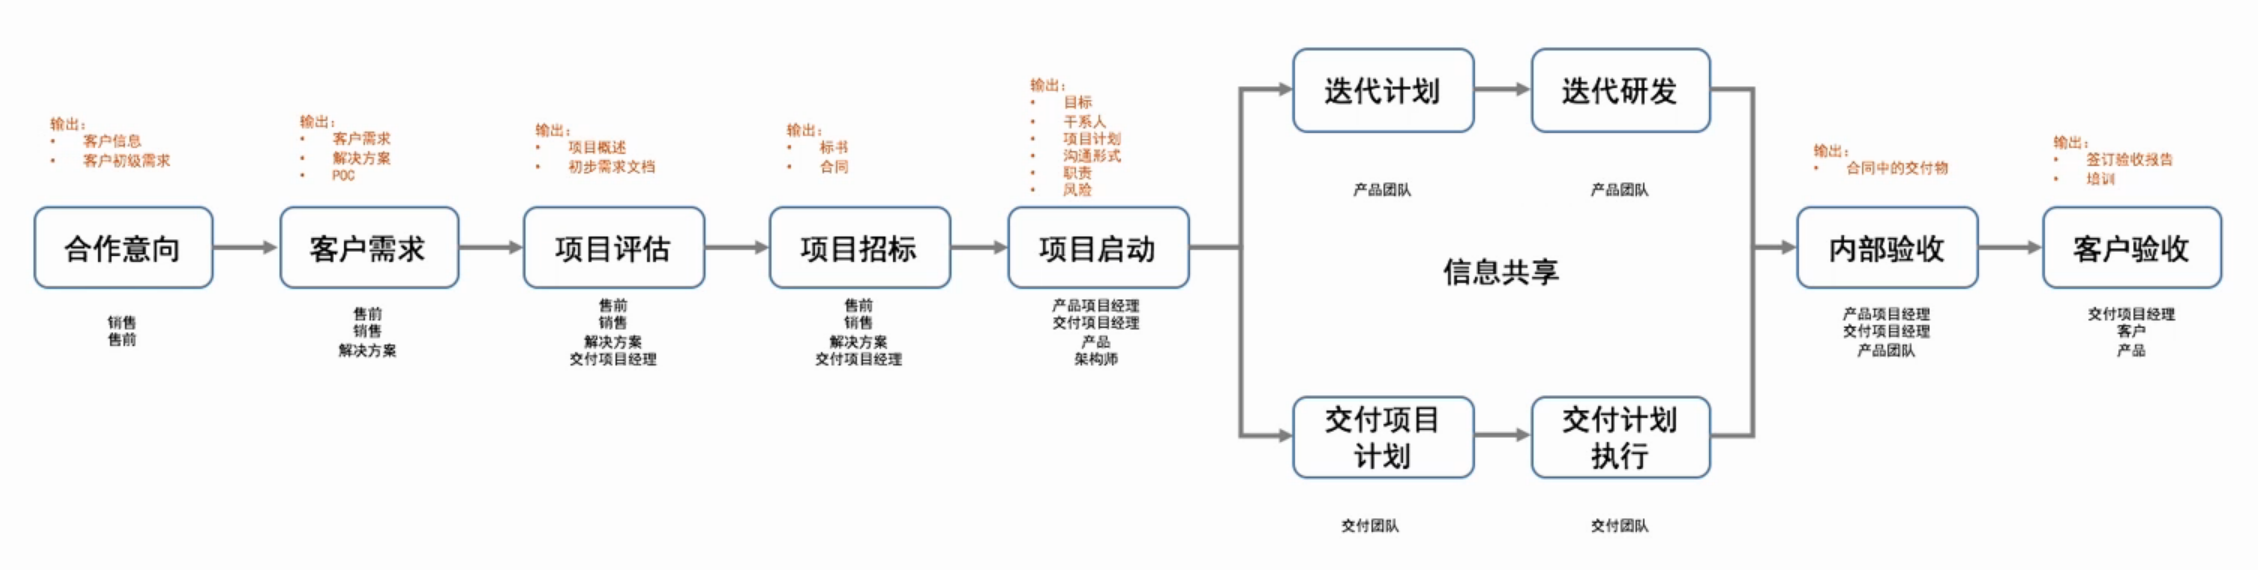 输出：
• 客户信息
• 客户初级需求
合作意向
销售
售前
输出：
• 客户需求
• 解决方案
• POC
客户需求
售前
销售
解决方案
输出：
• 项目概述
• 初步需求文档
项目评估
售前
销售
解决方案
交付项目经理
输出：
• 标书
• 合同
项目招标
售前
销售
解决方案
交付项目经理
输出：
• 目标
• 干系人
• 项目计划
• 沟通形式
• 职责
• 风险
项目启动
产品项目经理
交付项目经理
产品
架构师
迭代计划
产品团队
迭代研发
产品团队
信息共享
交付项目
计划
交付团队
交付计划
执行
交付团队
输出：
• 合同中的交付物
内部验收
产品项目经理
交付项目经理
产品团队
输出：
• 签订验收报告
• 培训
客户验收
交付项目经理
客户
产品